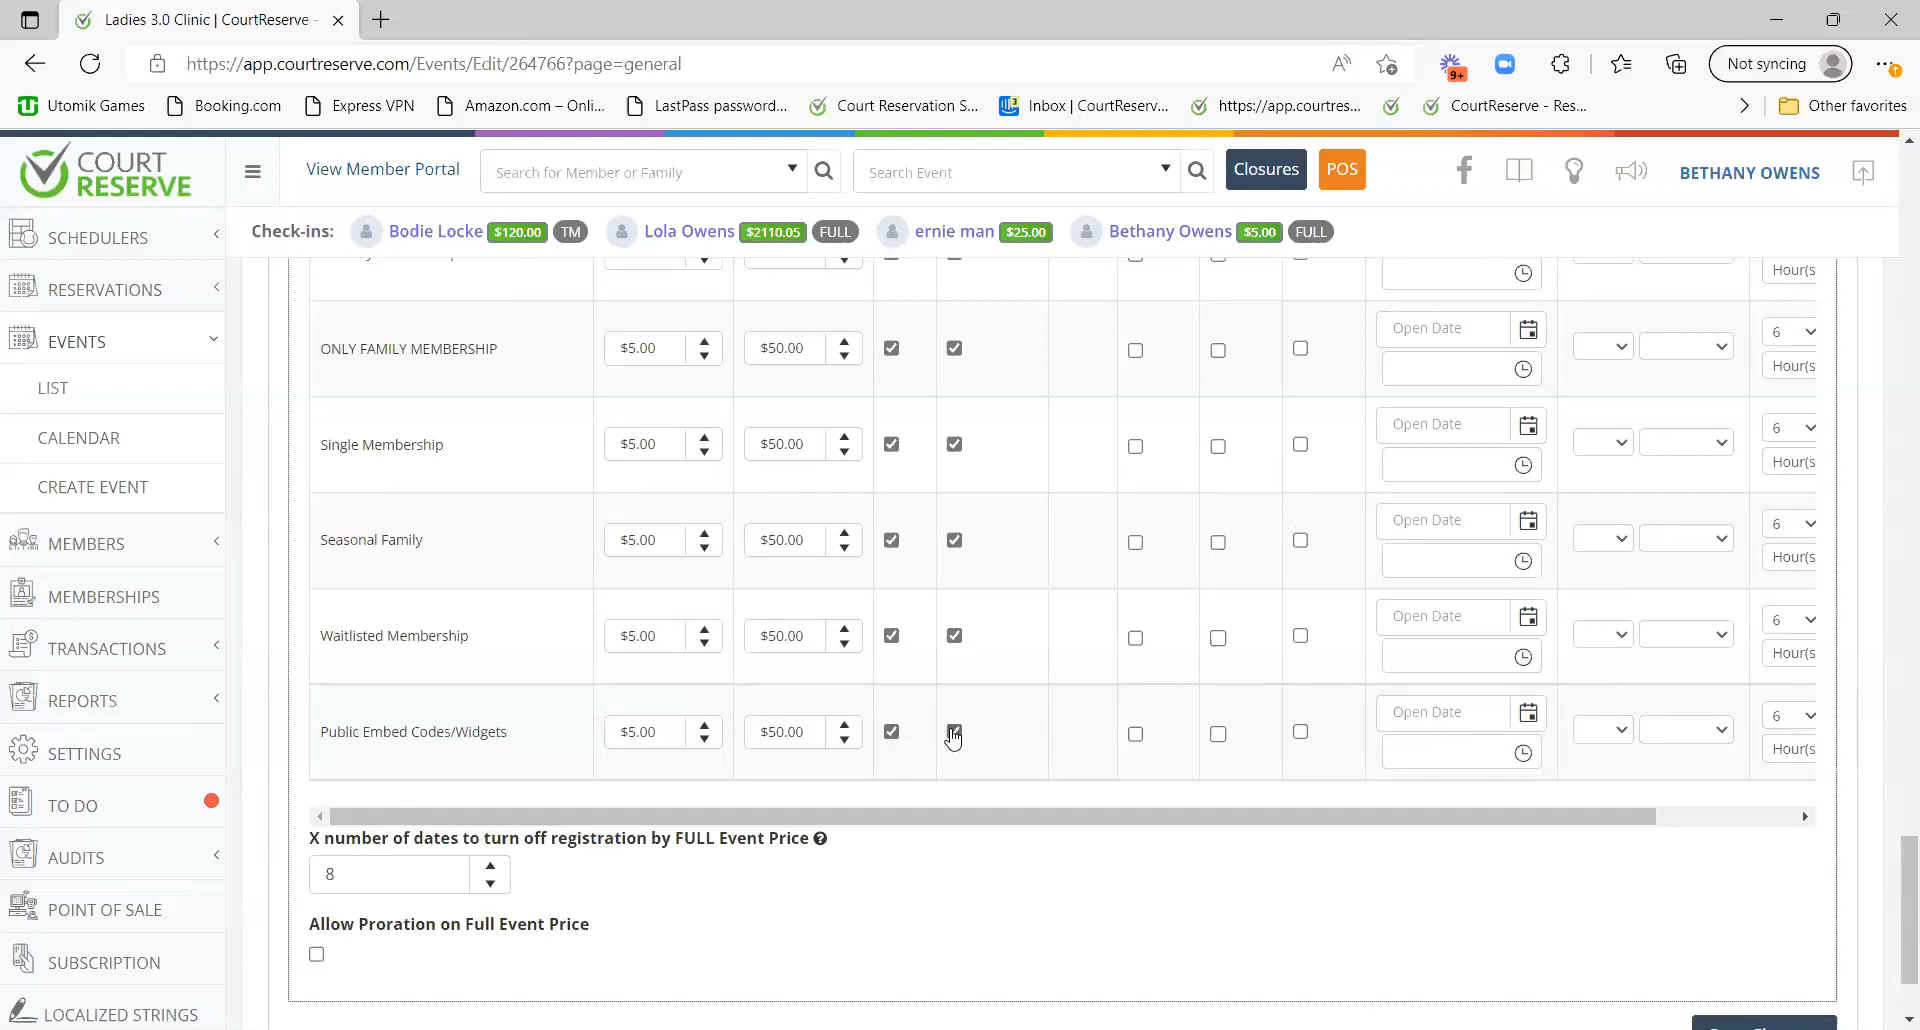 Ladies 3.0 Clinic | CourtReserve -
https://app.courtreserve.com/Events/Edit/264766?page=general
Not syncing
9+
Utomik Games
Booking.com
Express VPN
Amazon.com – Onli...
LastPass password...
Court Reservation S...
Inbox | CourtReserv...
https://app.courtres...
CourtReserve - Res...
Other favorites
COURT
RESERVE
View Member Portal
Search for Member or Family
Search Event
Closures
POS
BETHANY OWENS
Check-ins:
Bodie Locke $120.00 TM
Lola Owens $2110.05 FULL
ernie man $25.00
Bethany Owens $5.00 FULL
SCHEDULERS
RESERVATIONS
EVENTS
LIST
CALENDAR
CREATE EVENT
MEMBERS
MEMBERSHIPS
TRANSACTIONS
REPORTS
SETTINGS
TO DO
AUDITS
POINT OF SALE
SUBSCRIPTION
LOCALIZED STRINGS
Hour(s
ONLY FAMILY MEMBERSHIP $5.00 $50.00 Open Date 6
Hour(s
Single Membership $5.00 $50.00 Open Date 6
Hour(s
Seasonal Family $5.00 $50.00 Open Date 6
Hour(s
Waitlisted Membership $5.00 $50.00 Open Date 6
Hour(s
Public Embed Codes/Widgets $5.00 $50.00 Open Date 6
Hour(s
X number of dates to turn off registration by FULL Event Price
8
Allow Proration on Full Event Price